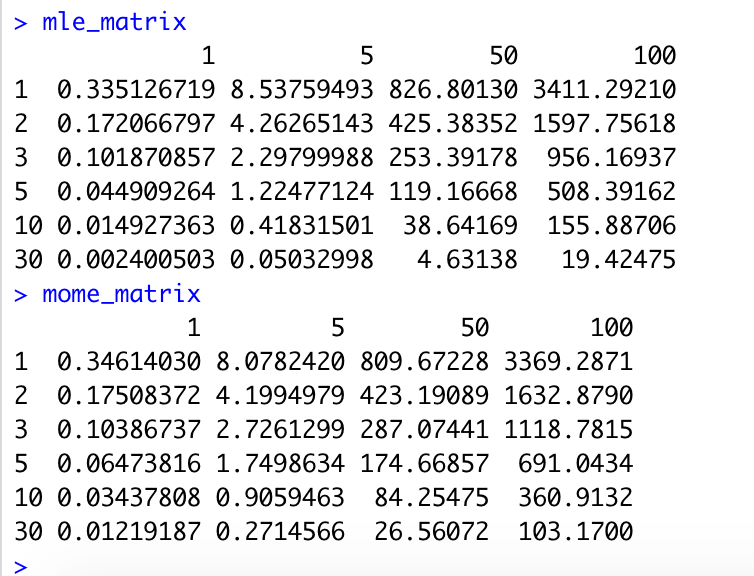 > mle_matrix
1 5 50 100
1 0.335126719 8.53759493 826.80130 3411.29210
2 0.172066797 4.26265143 425.38352 1597.75618
3 0.101870857 2.29799988 253.39178 956.16937
5 0.044909264 1.22477124 119.16668 508.39162
10 0.014927363 0.41831501 38.64169 155.88706
30 0.002400503 0.05032998 4.63138 19.42475
> mome_matrix
1 5 50 100
1 0.34614030 8.0782420 809.67228 3369.2871
2 0.17508372 4.1994979 423.19089 1632.8790
3 0.10386737 2.7261299 287.07441 1118.7815
5 0.06473816 1.7498634 174.66857 691.0434
10 0.03437808 0.9059463 84.25475 360.9132
30 0.01219187 0.2714566 26.56072 103.1700
>